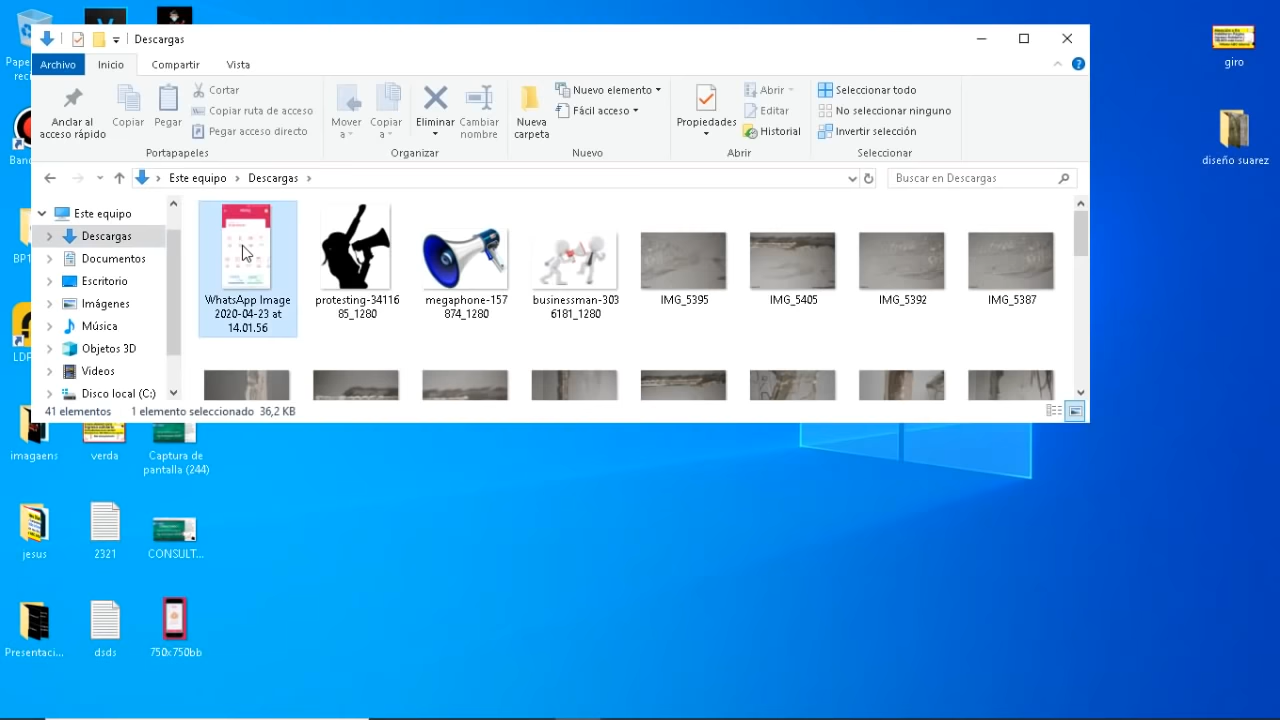 Descargas
Archivo Inicio Compartir Vista
Anclar al acceso rápido
Copiar
Pegar
Cortar
Copiar ruta de acceso
Pegar acceso directo
Portapapeles
Mover a
Copiar a
Eliminar
Cambiar nombre
Organizar
Nueva carpeta
Nuevo elemento
Fácil acceso
Nuevo
Propiedades
Abrir
Editar
Historial
Abrir
Seleccionar todo
No seleccionar ninguno
Invertir selección
Seleccionar
Este equipo > Descargas >
Buscar en Descargas
Este equipo
Descargas
Documentos
Escritorio
Imágenes
Música
Objetos 3D
Videos
Disco local (C:)
WhatsApp Image
2020-04-23 at
14.01.56
protesting-34116
85_1280
megaphone-157
874_1280
businessman-303
6181_1280
IMG_5395
IMG_5405
IMG_5392
IMG_5387
41 elementos 1 elemento seleccionado 36,2 KB
giro
diseño suarez
Pape
reci
Banc
BP1
LDP
imagaens
verda
Captura de
pantalla (244)
jesus
2321
CONSULT...
Presentaci...
dsds
750x750bb